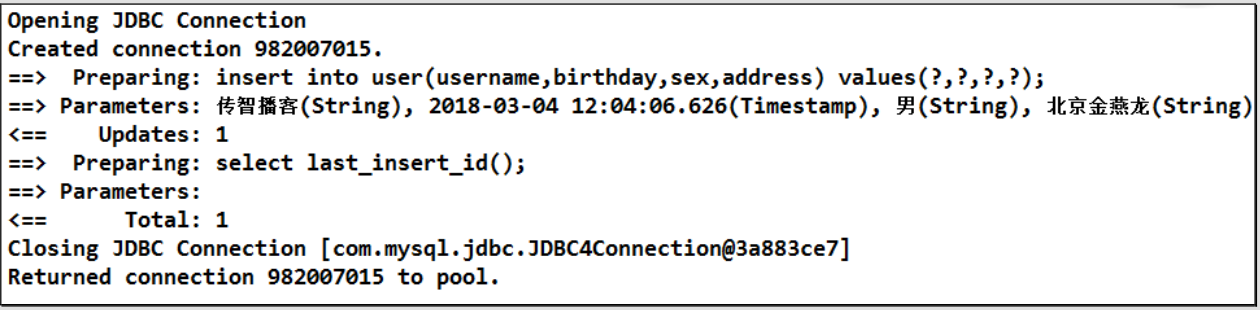 Opening JDBC Connection
Created connection 982007015.
==>  Preparing: insert into user(username,birthday,sex,address) values(?,?,?,?);
==> Parameters: 传智播客(String), 2018-03-04 12:04:06.626(Timestamp), 男(String), 北京金燕龙(String)
<==    Updates: 1
==>  Preparing: select last_insert_id();
==> Parameters:
<==      Total: 1
Closing JDBC Connection [com.mysql.jdbc.JDBC4Connection@3a883ce7]
Returned connection 982007015 to pool.